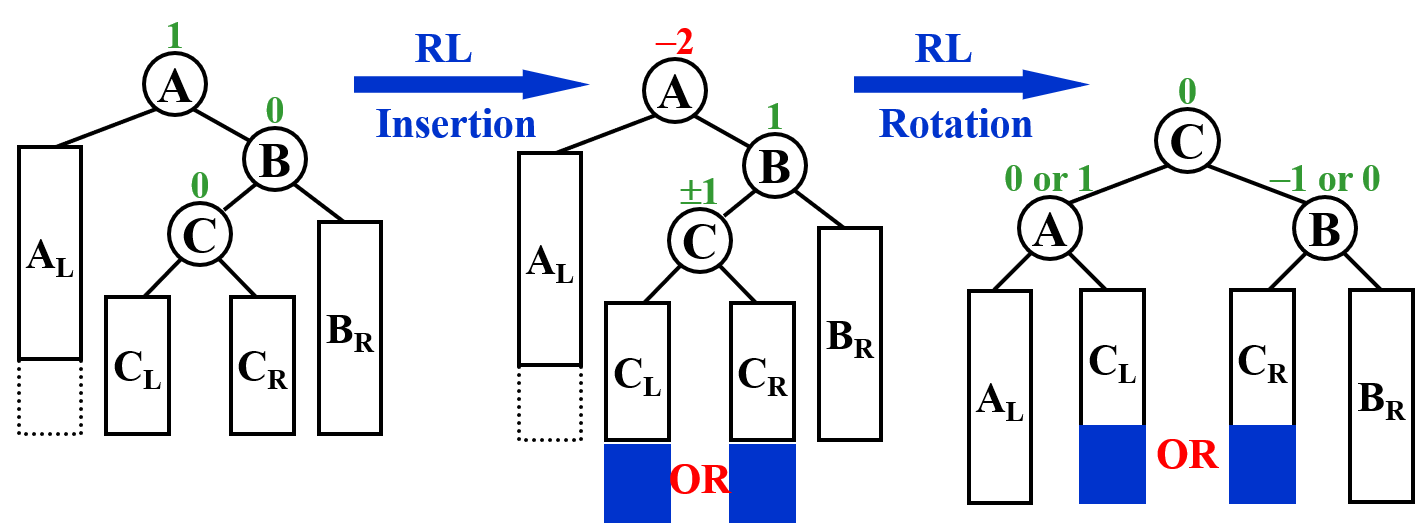 1
A
0
B
0
C
A_L
C_L
C_R
B_R
RL
Insertion
–2
A
1
B
±1
C
A_L
C_L
C_R
B_R
OR
RL
Rotation
0
C
0 or 1
–1 or 0
A
B
A_L
C_L
C_R
B_R
OR